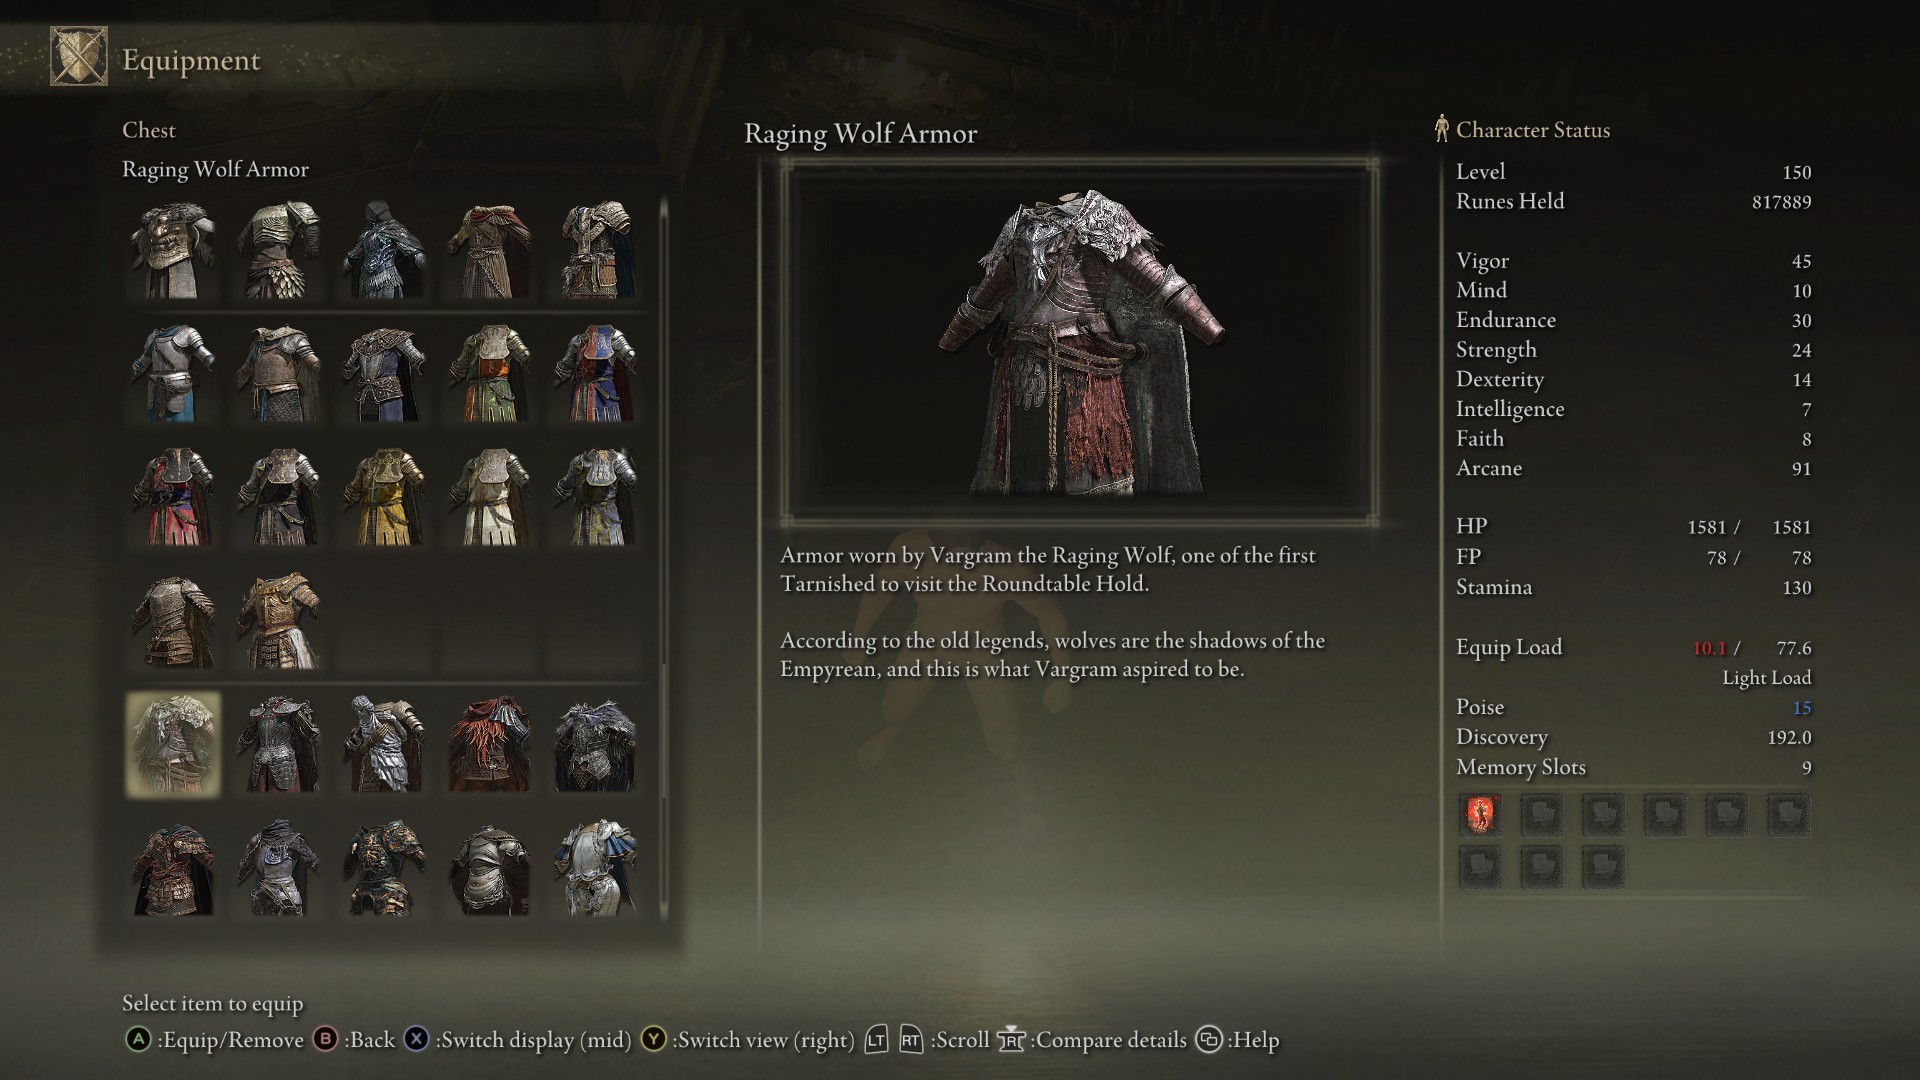 Equipment
Chest
Raging Wolf Armor
Raging Wolf Armor
Armor worn by Vargram the Raging Wolf, one of the first
Tarnished to visit the Roundtable Hold.
According to the old legends, wolves are the shadows of the
Empyrean, and this is what Vargram aspired to be.
Character Status
Level 150
Runes Held 817889
Vigor 45
Mind 10
Endurance 30
Strength 24
Dexterity 14
Intelligence 7
Faith 8
Arcane 91
HP 1581 / 1581
FP 78 / 78
Stamina 130
Equip Load 10.1 / 77.6
Light Load
Poise 15
Discovery 192.0
Memory Slots 9
Select item to equip
A :Equip/Remove B :Back X :Switch display (mid) Y :Switch view (right) LT RT :Scroll R :Compare details :Help